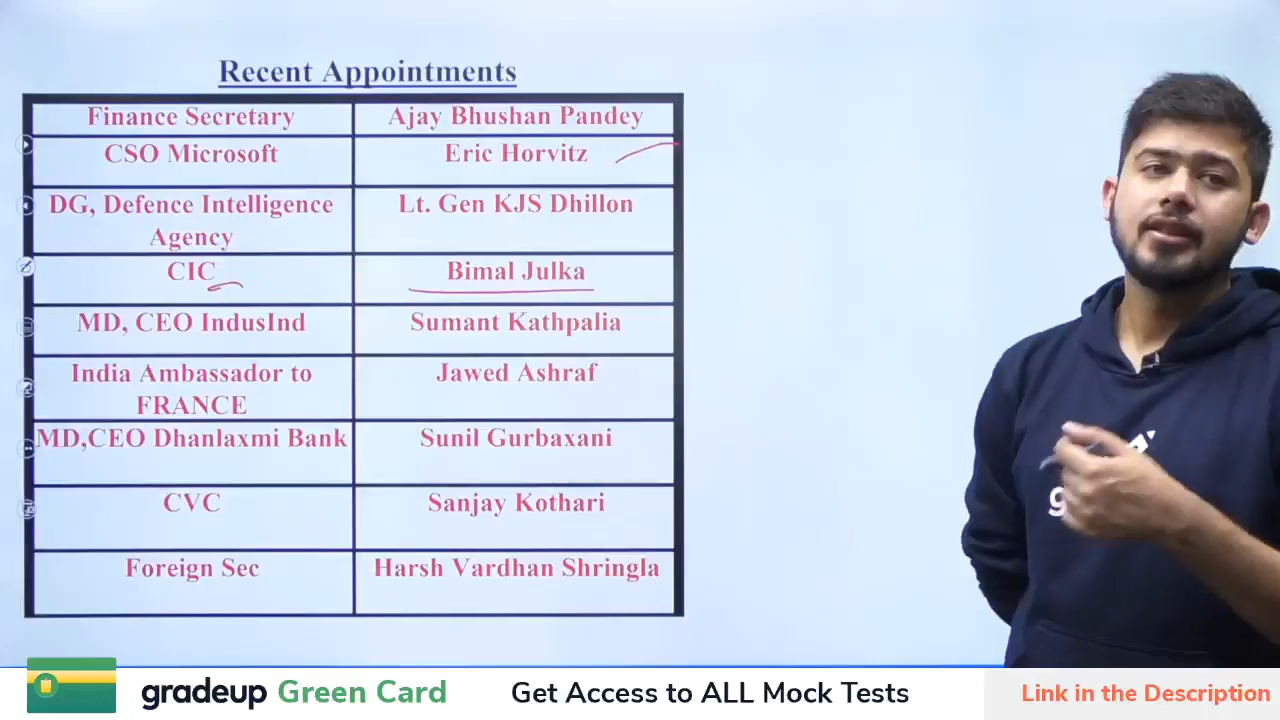 Recent Appointments
Finance Secretary Ajay Bhushan Pandey
CSO Microsoft Eric Horvitz
DG, Defence Intelligence Agency Lt. Gen KJS Dhillon
CIC Bimal Julka
MD, CEO IndusInd Sumant Kathpalia
India Ambassador to FRANCE Jawed Ashraf
MD,CEO Dhanlaxmi Bank Sunil Gurbaxani
CVC Sanjay Kothari
Foreign Sec Harsh Vardhan Shringla
g
gradeup Green Card Get Access to ALL Mock Tests Link in the Description